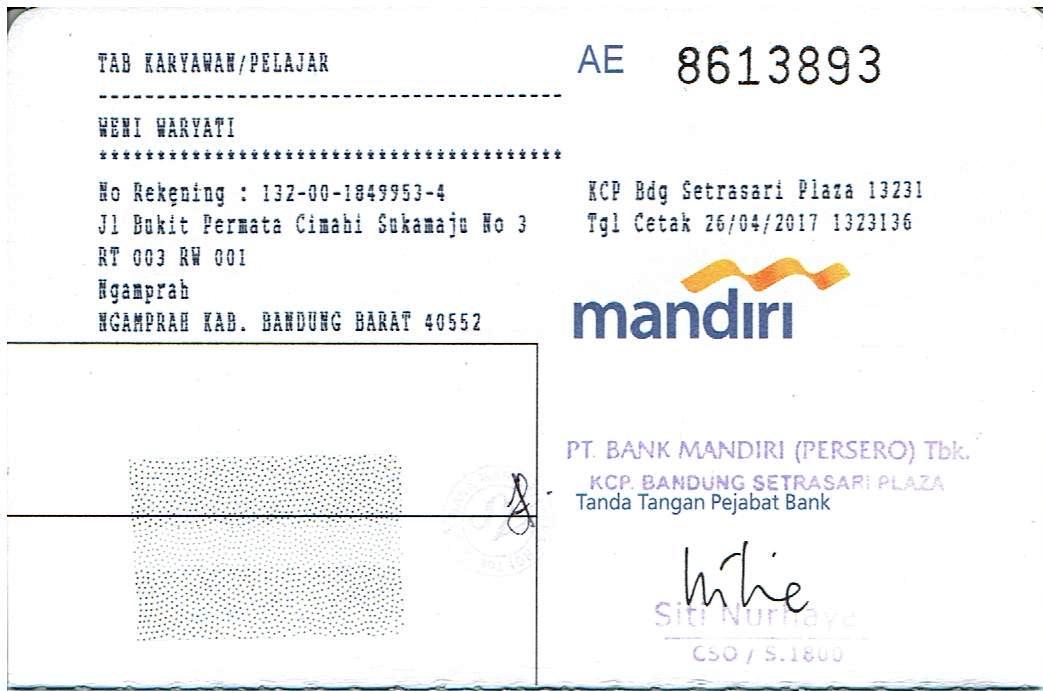 TAB KARYAWAN/PELAJAR
AE 8613893
WENI WARYATI
No Rekening : 132-00-1849953-4
Jl Bukit Permata Cimahi Sukamaju No 3
RT 003 RW 001
Ngamprah
NGAMPRAH KAB. BANDUNG BARAT 40552
KCP Bdg Setrasari Plaza 13231
Tgl Cetak 26/04/2017 1323136
mandiri
PT. BANK MANDIRI (PERSERO) Tbk.
KCP. BANDUNG SETRASARI PLAZA
Tanda Tangan Pejabat Bank
Siti
CSO / S.1800